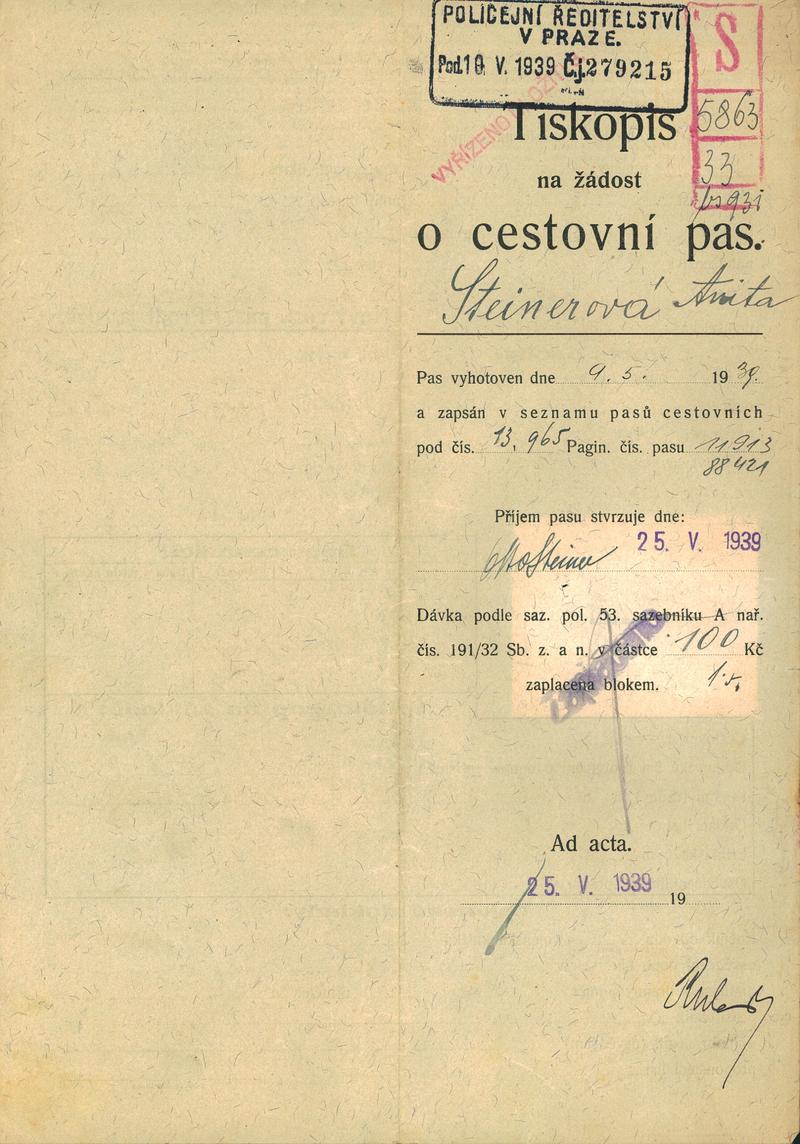 POLICEJNÍ ŘEDITELSTVÍ
V PRAZE.
Pod. 10. V. 1939 Č.j. 279215
S
5863
33
VYŘÍZENO
Tiskopis
na žádost
o cestovní pas.
Steinerová Anita
Pas vyhotoven dne 9. 5. 1939.
a zapsán v seznamu pasů cestovních
pod čís. 13,965 Pagin. čís. pasu 11913
88421
Příjem pasu stvrzuje dne:
25. V. 1939
Otto Steiner
Dávka podle saz. pol. 53. sazebníku A nař.
čís. 191/32 Sb. z. a n. v částce 100 Kč
zaplacena blokem.
Ad acta.
25. V. 1939 19